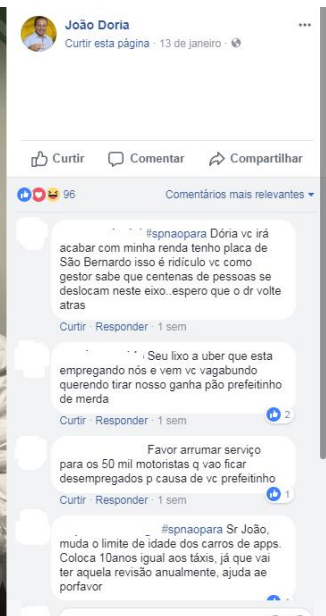 João Doria
Curtir esta página · 13 de janeiro ·
Curtir Comentar Compartilhar
96 Comentários mais relevantes
#spnaopara Dória vc irá
acabar com minha renda tenho placa de
São Bernardo isso é ridículo vc como
gestor sabe que centenas de pessoas se
deslocam neste eixo..espero que o dr volte
atras
Curtir · Responder · 1 sem
Seu lixo a uber que esta
empregando nós e vem vc vagabundo
querendo tirar nosso ganha pão prefeitinho
de merda
Curtir · Responder · 1 sem
2
Favor arrumar serviço
para os 50 mil motoristas q vao ficar
desempregados p causa de vc prefeitinho
Curtir · Responder · 1 sem
1
#spnaopara Sr João,
muda o limite de idade dos carros de apps.
Coloca 10anos igual aos táxis, já que vai
ter aquela revisão anualmente, ajuda ae
porfavor
Curtir · Responder · 1 sem